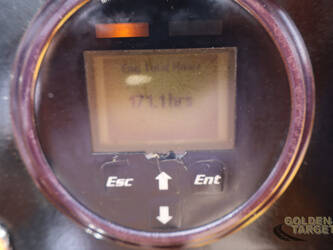 171.1hrs
Esc
Ent
GOLDEN
TARGET